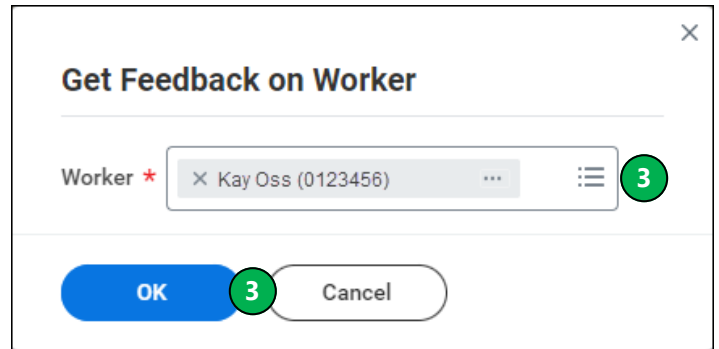 Get Feedback on Worker
Worker * × Kay Oss (0123456) ... 3
OK 3 Cancel